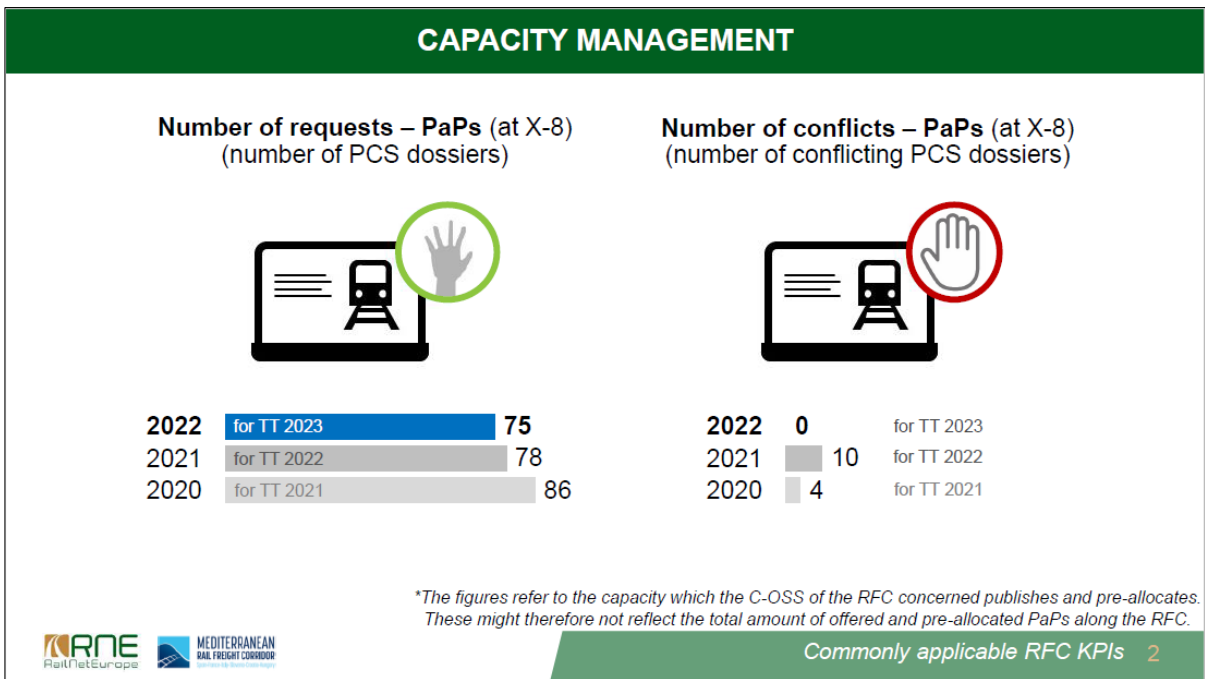 CAPACITY MANAGEMENT
Number of requests – PaPs (at X-8)
(number of PCS dossiers)
2022 for TT 2023 75
2021 for TT 2022 78
2020 for TT 2021 86
Number of conflicts – PaPs (at X-8)
(number of conflicting PCS dossiers)
2022 0 for TT 2023
2021 10 for TT 2022
2020 4 for TT 2021
*The figures refer to the capacity which the C-OSS of the RFC concerned publishes and pre-allocates.
These might therefore not reflect the total amount of offered and pre-allocated PaPs along the RFC.
RNE
RailNetEurope
MEDITERRANEAN
RAIL FREIGHT CORRIDOR
Commonly applicable RFC KPIs 2